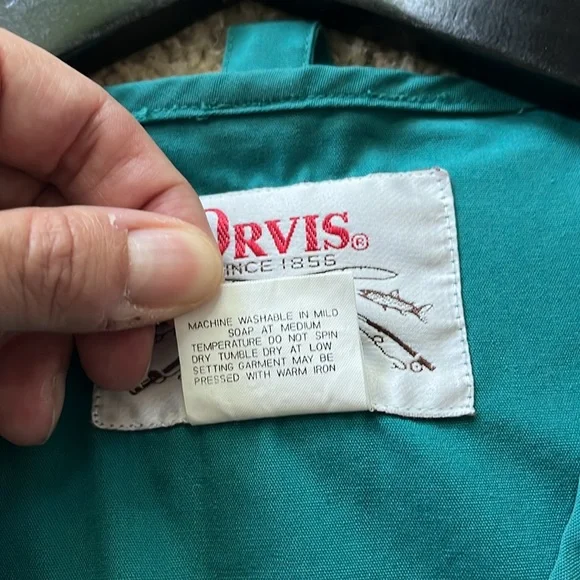 ORVIS®
SINCE 1856
MACHINE WASHABLE IN MILD
SOAP AT MEDIUM
TEMPERATURE DO NOT SPIN
DRY TUMBLE DRY AT LOW
SETTING GARMENT MAY BE
PRESSED WITH WARM IRON